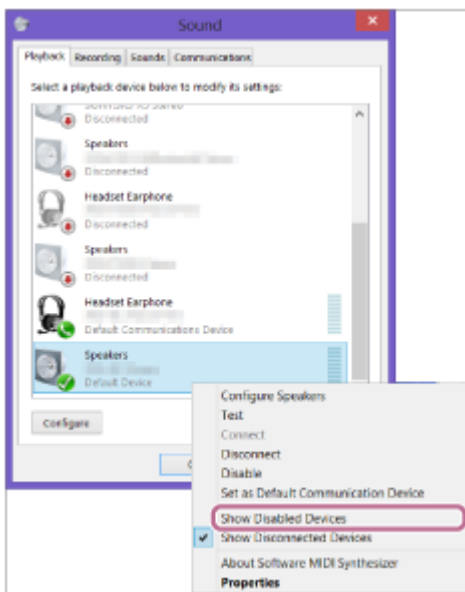 Sound
Playback Recording Sounds Communications
Select a playback device below to modify its settings:
Disconnected
Speakers
Disconnected
Headset Earphone
Disconnected
Speakers
Disconnected
Headset Earphone
Default Communications Device
Speakers
Default Device
Configure
Configure Speakers
Test
Connect
Disconnect
Disable
Set as Default Communication Device
Show Disabled Devices
Show Disconnected Devices
About Software MIDI Synthesizer
Properties